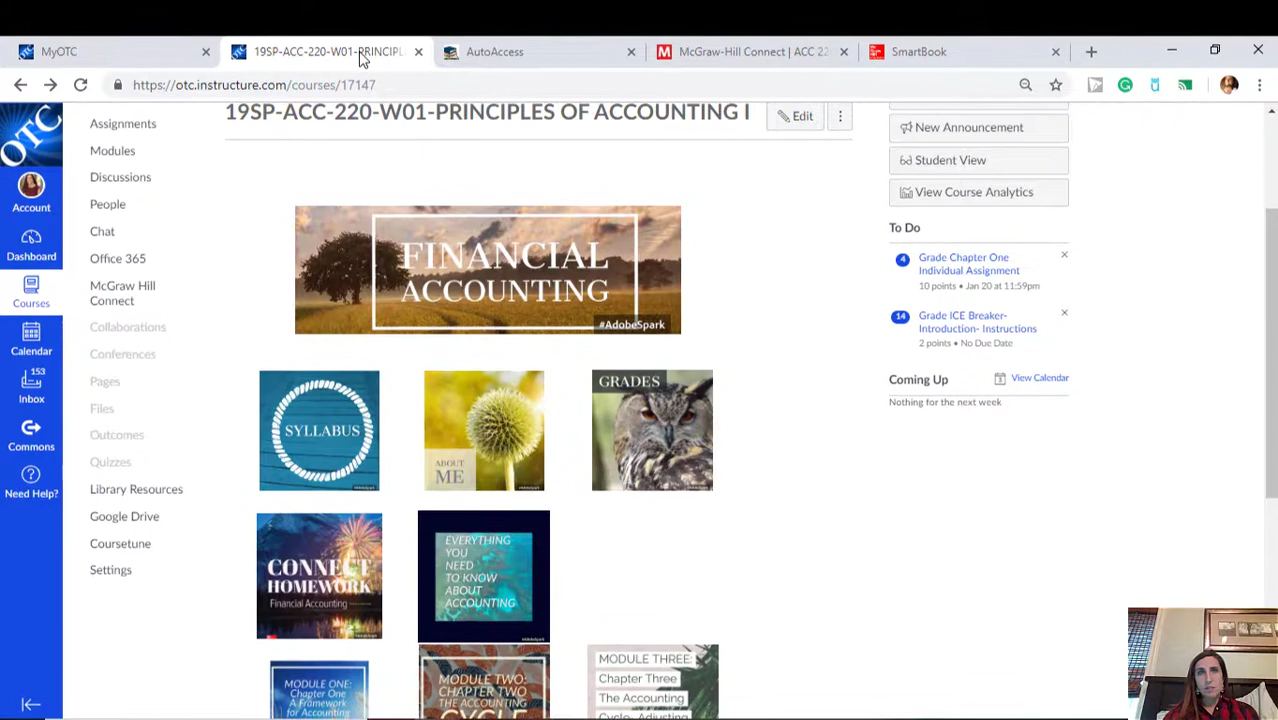 MyOTC
19SP-ACC-220-W01-PRINCIPL
AutoAccess
McGraw-Hill Connect | ACC 22
SmartBook
https://otc.instructure.com/courses/17147
OTC
Account
Dashboard
Courses
Calendar
153
Inbox
Commons
Need Help?
Assignments
Modules
Discussions
People
Chat
Office 365
McGraw Hill
Connect
Collaborations
Conferences
Pages
Files
Outcomes
Quizzes
Library Resources
Google Drive
Coursetune
Settings
19SP-ACC-220-W01-PRINCIPLES OF ACCOUNTING I
Edit
FINANCIAL
ACCOUNTING
#AdobeSpark
SYLLABUS
ABOUT
ME
GRADES
CONNECT
HOMEWORK
Financial Accounting
EVERYTHING
YOU
NEED
TO KNOW
ABOUT
ACCOUNTING
MODULE ONE:
Chapter One
A Framework
for Accounting
MODULE TWO:
CHAPTER TWO
THE ACCOUNTING
CYCLE
MODULE THREE:
Chapter Three
The Accounting
Cycle: Adjusting
New Announcement
Student View
View Course Analytics
To Do
4
Grade Chapter One
Individual Assignment
10 points • Jan 20 at 11:59pm
14
Grade ICE Breaker-
Introduction- Instructions
2 points • No Due Date
Coming Up
View Calendar
Nothing for the next week